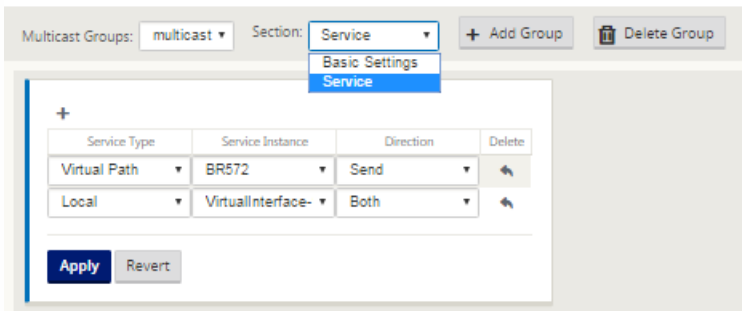 Multicast Groups: multicast Section: Service + Add Group Delete Group
Basic Settings
Service
+
Service Type Service Instance Direction Delete
Virtual Path BR572 Send
Local VirtualInterface- Both
Apply Revert